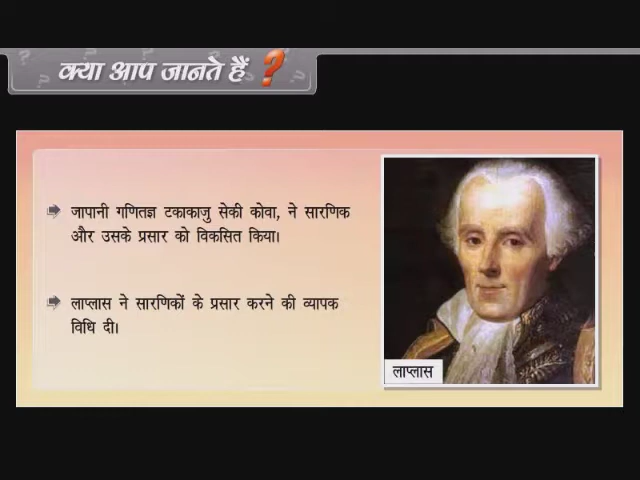 क्या आप जानते हैं ?
जापानी गणितज्ञ टकाकाजु सेकी कोवा, ने सारणिक
और उसके प्रसार को विकसित किया।
लाप्लास ने सारणिकों के प्रसार करने की व्यापक
विधि दी।
लाप्लास